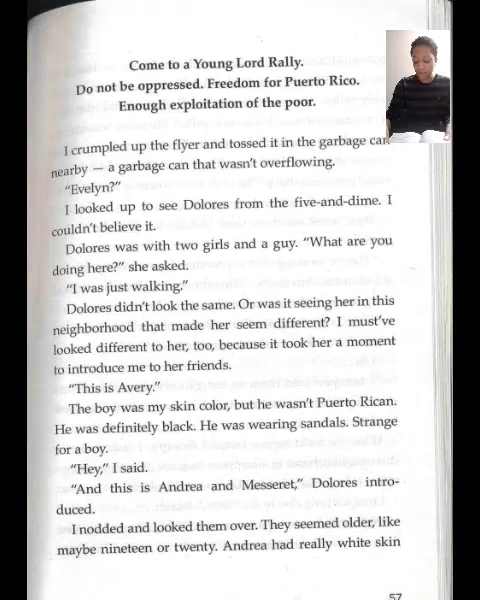 Come to a Young Lord Rally.
Do not be oppressed. Freedom for Puerto Rico.
Enough exploitation of the poor.
I crumpled up the flyer and tossed it in the garbage can
nearby — a garbage can that wasn't overflowing.
"Evelyn?"
I looked up to see Dolores from the five-and-dime. I
couldn't believe it.
Dolores was with two girls and a guy. "What are you
doing here?" she asked.
"I was just walking."
Dolores didn't look the same. Or was it seeing her in this
neighborhood that made her seem different? I must've
looked different to her, too, because it took her a moment
to introduce me to her friends.
"This is Avery."
The boy was my skin color, but he wasn't Puerto Rican.
He was definitely black. He was wearing sandals. Strange
for a boy.
"Hey," I said.
"And this is Andrea and Messeret," Dolores intro-
duced.
I nodded and looked them over. They seemed older, like
maybe nineteen or twenty. Andrea had really white skin
57